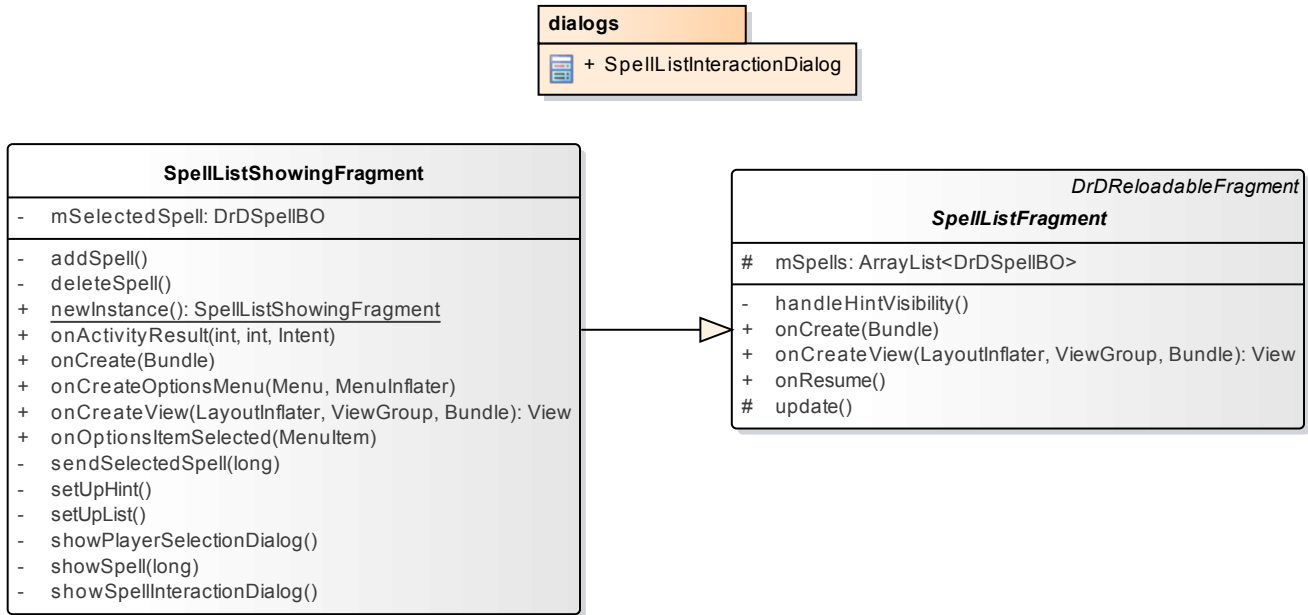 dialogs
+ SpellListInteractionDialog
SpellListShowingFragment
- mSelectedSpell: DrDSpellBO
- addSpell()
- deleteSpell()
+ newInstance(): SpellListShowingFragment
+ onActivityResult(int, int, Intent)
+ onCreate(Bundle)
+ onCreateOptionsMenu(Menu, MenuInflater)
+ onCreateView(LayoutInflater, ViewGroup, Bundle): View
+ onOptionsItemSelected(MenuItem)
- sendSelectedSpell(long)
- setUpHint()
- setUpList()
- showPlayerSelectionDialog()
- showSpell(long)
- showSpellInteractionDialog()
DrDReloadableFragment
SpellListFragment
# mSpells: ArrayList<DrDSpellBO>
- handleHintVisibility()
+ onCreate(Bundle)
+ onCreateView(LayoutInflater, ViewGroup, Bundle): View
+ onResume()
# update()